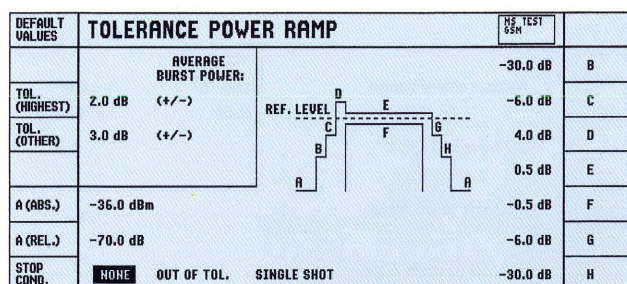 DEFAULT VALUES
TOLERANCE POWER RAMP
MS TEST
GSM
AVERAGE
BURST POWER:
-30.0 dB B
TOL. (HIGHEST) 2.0 dB (+/-)
-6.0 dB C
TOL. (OTHER) 3.0 dB (+/-)
4.0 dB D
0.5 dB E
REF. LEVEL
A B C D E F G H A
A (ABS.) -36.0 dBm
-0.5 dB F
A (REL.) -70.0 dB
-6.0 dB G
STOP COND. NONE OUT OF TOL. SINGLE SHOT
-30.0 dB H